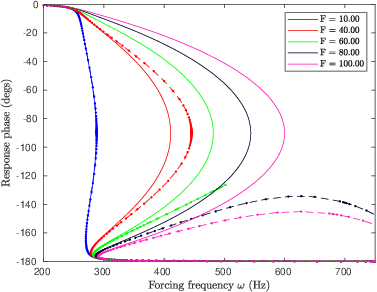 0
-20
-40
-60
-80
-100
-120
-140
-160
-180
200
300
400
500
600
700
Response phase (degs)
Forcing frequency ω (Hz)
F = 10.00
F = 40.00
F = 60.00
F = 80.00
F = 100.00